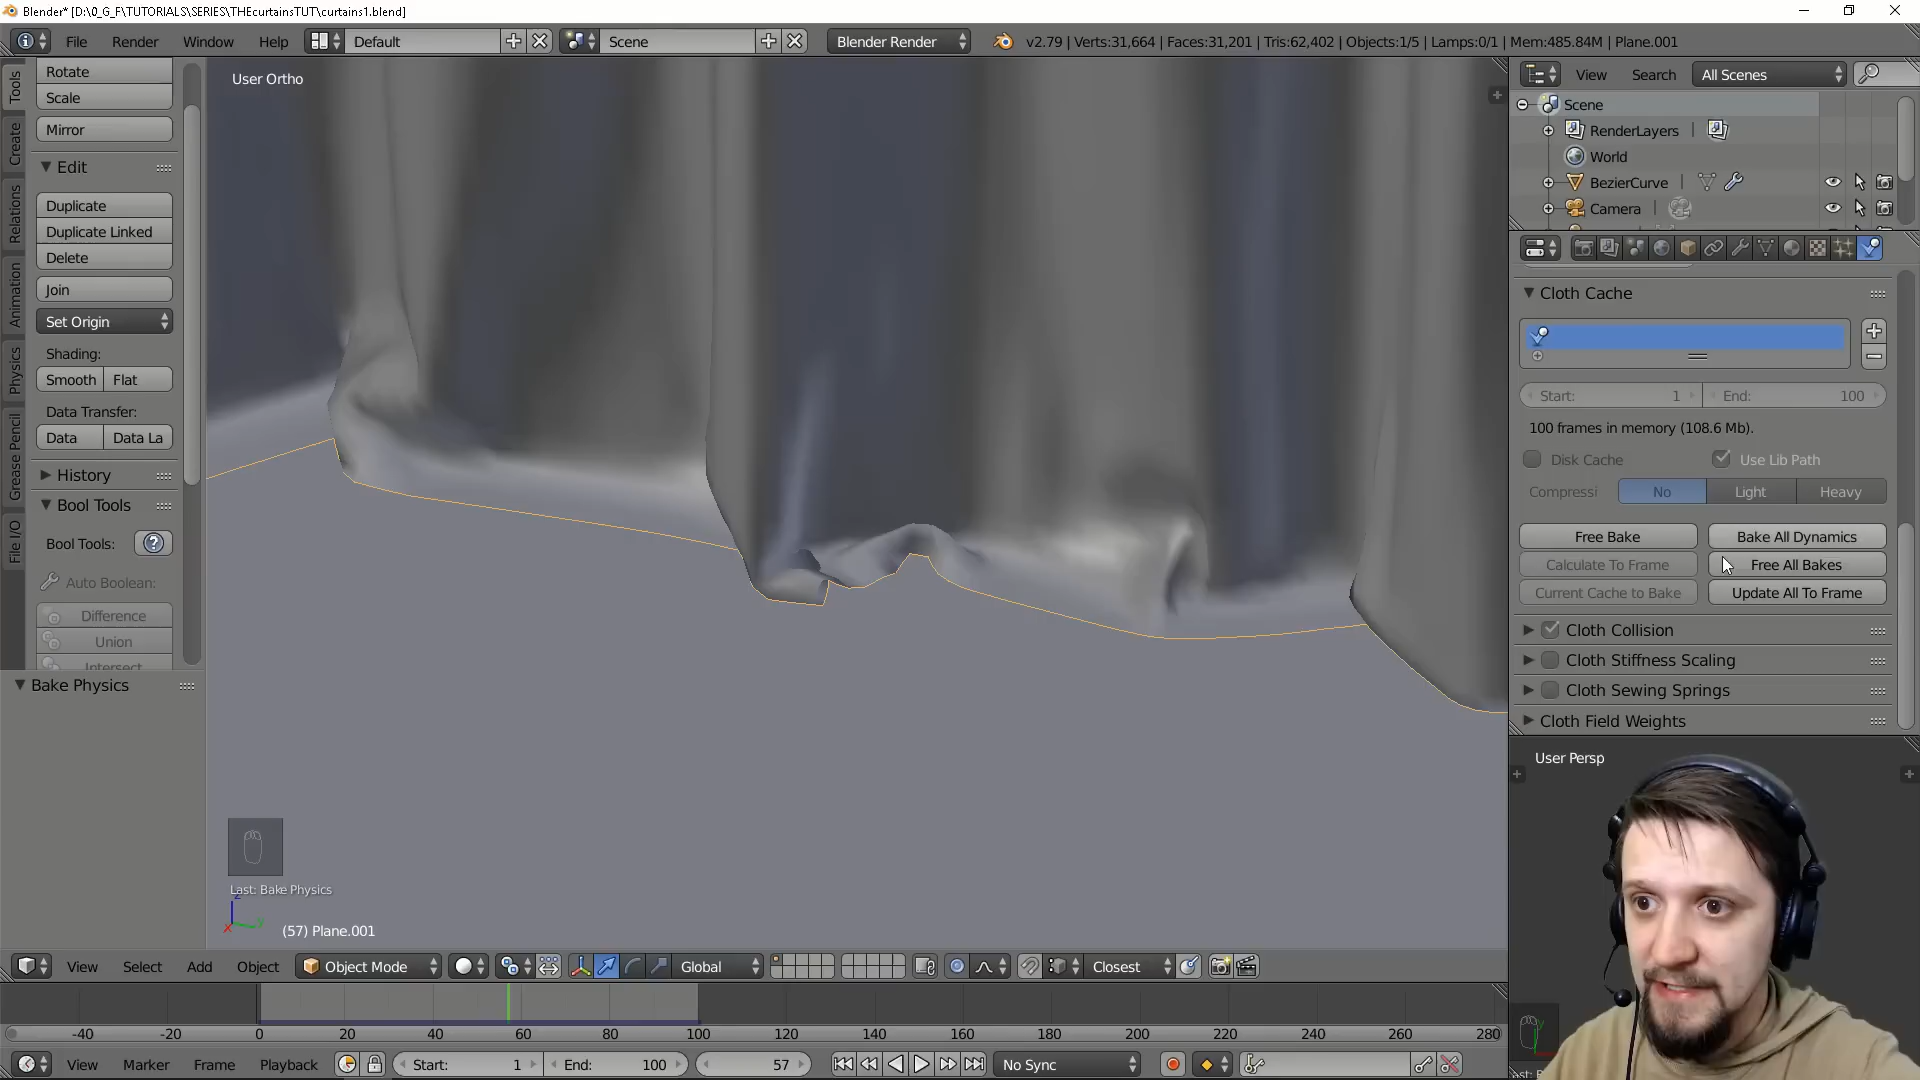 Blender* [D:\0_G_F\TUTORIALS\SERIES\THEcurtainsTUT\curtains1.blend]
File Render Window Help Default Scene Blender Render v2.79 | Verts:31,664 | Faces:31,201 | Tris:62,402 | Objects:1/5 | Lamps:0/1 | Mem:485.84M | Plane.001
Tools
Create
Relations
Animation
Physics
Grease Pencil
File I/O
Rotate
Scale
Mirror
Edit
Duplicate
Duplicate Linked
Delete
Join
Set Origin
Shading:
Smooth Flat
Data Transfer:
Data Data La
History
Bool Tools
Bool Tools:
Auto Boolean:
Difference
Union
Intersect
Bake Physics
User Ortho
Last: Bake Physics
z
x y
(57) Plane.001
View Search All Scenes
Scene
RenderLayers
World
BezierCurve
Camera
Cloth Cache
Start: 1 End: 100
100 frames in memory (108.6 Mb).
Disk Cache Use Lib Path
Compressi No Light Heavy
Free Bake Bake All Dynamics
Calculate To Frame Free All Bakes
Current Cache to Bake Update All To Frame
Cloth Collision
Cloth Stiffness Scaling
Cloth Sewing Springs
Cloth Field Weights
User Persp
View Select Add Object Object Mode Global Closest
-40 -20 0 20 40 60 80 100 120 140 160 180 200 220 240 260 280
View Marker Frame Playback Start: 1 End: 100 57 No Sync